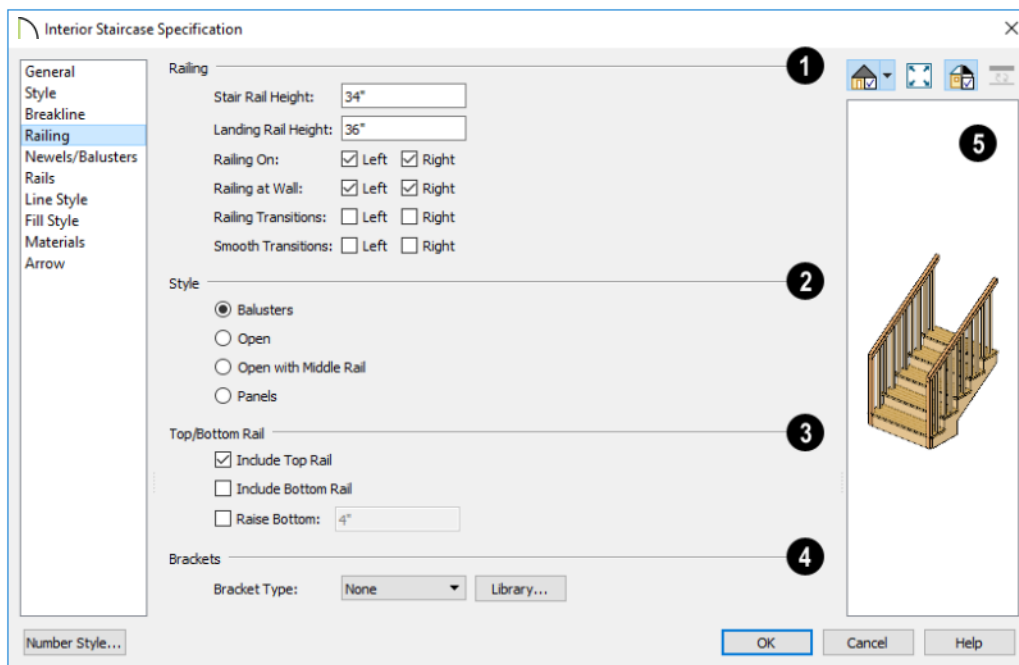 Interior Staircase Specification
General
Style
Breakline
Railing
Newels/Balusters
Rails
Line Style
Fill Style
Materials
Arrow
Railing
1
Stair Rail Height: 34"
Landing Rail Height: 36"
Railing On: Left Right
Railing at Wall: Left Right
Railing Transitions: Left Right
Smooth Transitions: Left Right
Style
2
Balusters
Open
Open with Middle Rail
Panels
Top/Bottom Rail
3
Include Top Rail
Include Bottom Rail
Raise Bottom: 4"
Brackets
4
Bracket Type: None Library...
5
Number Style...
OK Cancel Help